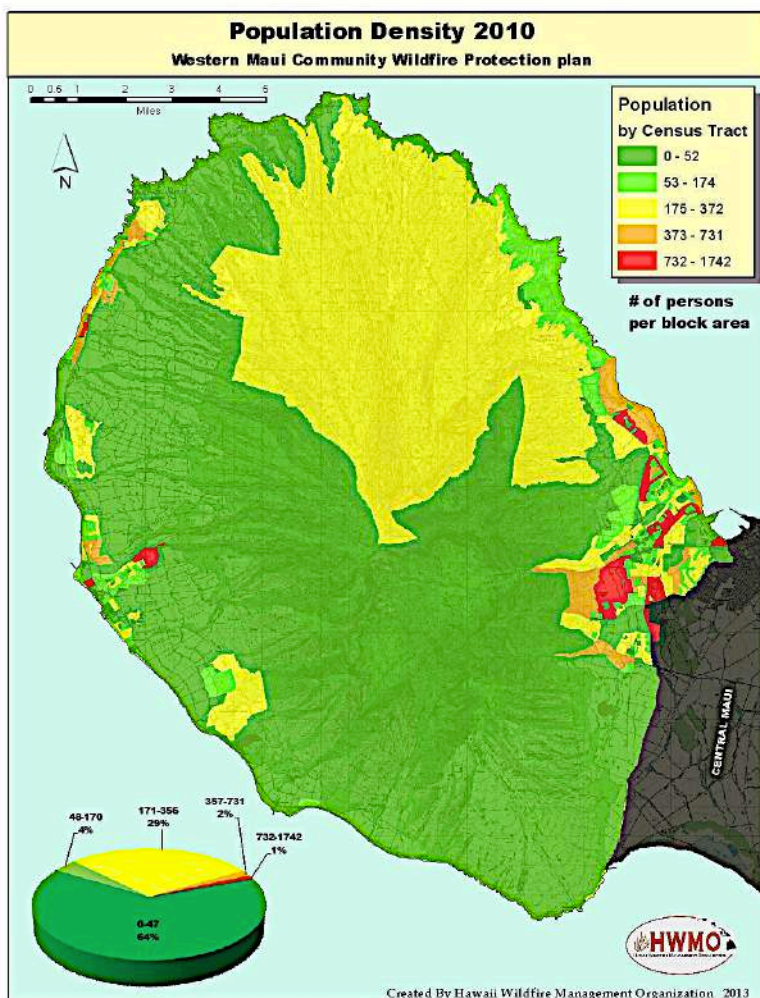 Population Density 2010
Western Maui Community Wildfire Protection plan
0 0.5 1 2 3 4 5
Miles
N
Population
by Census Tract
0 - 52
53 - 174
175 - 372
373 - 731
732 - 1742
# of persons
per block area
CENTRAL MAUI
48-170
4%
171-356
29%
357-731
2%
732-1742
1%
0-47
64%
HWMO
Created By Hawaii Wildfire Management Organization 2013